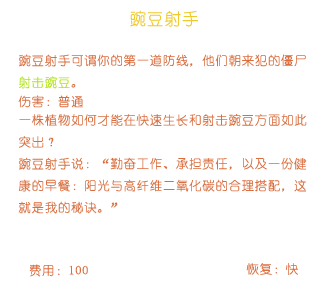 豌豆射手
豌豆射手可谓你的第一道防线，他们朝来犯的僵尸
射击豌豆。
伤害：普通
一株植物如何才能在快速生长和射击豌豆方面如此
突出？
豌豆射手说：“勤奋工作、承担责任，以及一份健
康的早餐：阳光与高纤维二氧化碳的合理搭配，这
就是我的秘诀。”
费用：100
恢复：快